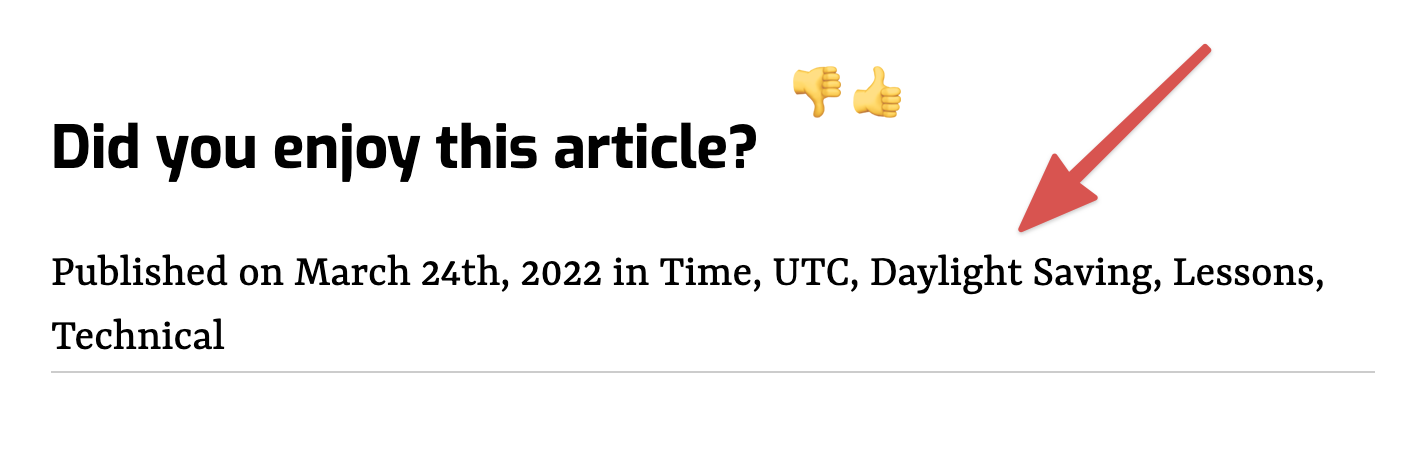 Did you enjoy this article?
Published on March 24th, 2022 in Time, UTC, Daylight Saving, Lessons,
Technical